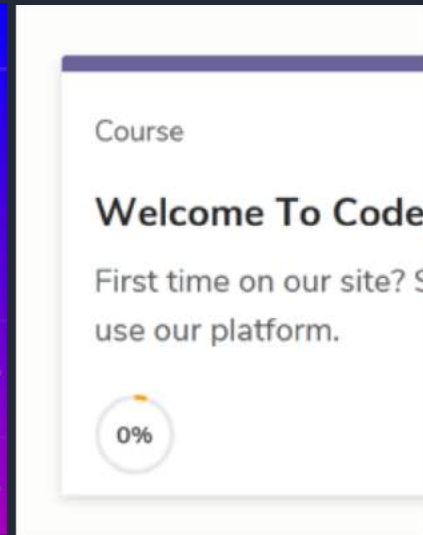 Course
Welcome To Code
First time on our site?
use our platform.
0%